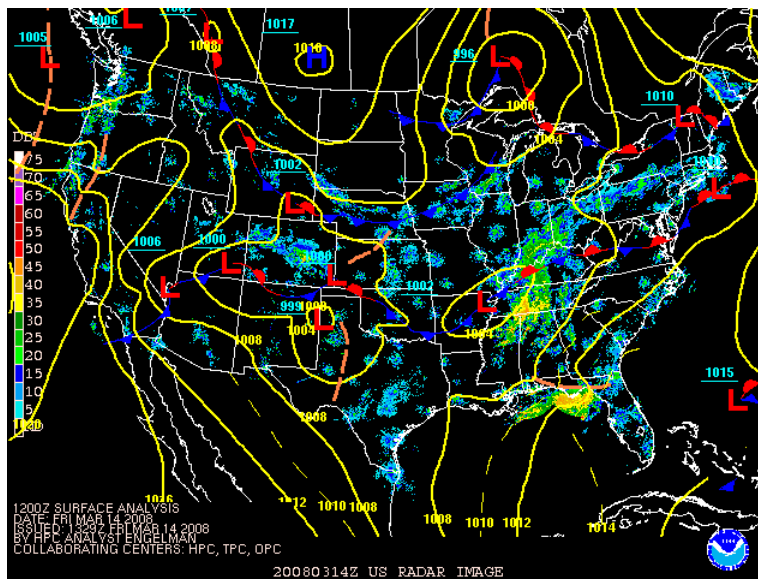 1017
1006
1005
1008
1010
H
996
L
L
L
L
1000
1004
1010
L
DBZ
75
70
65
60
55
50
45
40
35
30
25
20
15
10
5
1002
L
L
1006
1000
L
L
L
1000
1002
999
1008
L
L
1004
1004
1008
1008
1015
L
1016
1012
1010
1008
1008
1010
1012
1014
1200Z SURFACE ANALYSIS
DATE: FRI MAR 14 2008
ISSUED: 1329Z FRI MAR 14 2008
BY HPC ANALYST ENGELMAN
COLLABORATING CENTERS: HPC, TPC, OPC
20080314Z US RADAR IMAGE